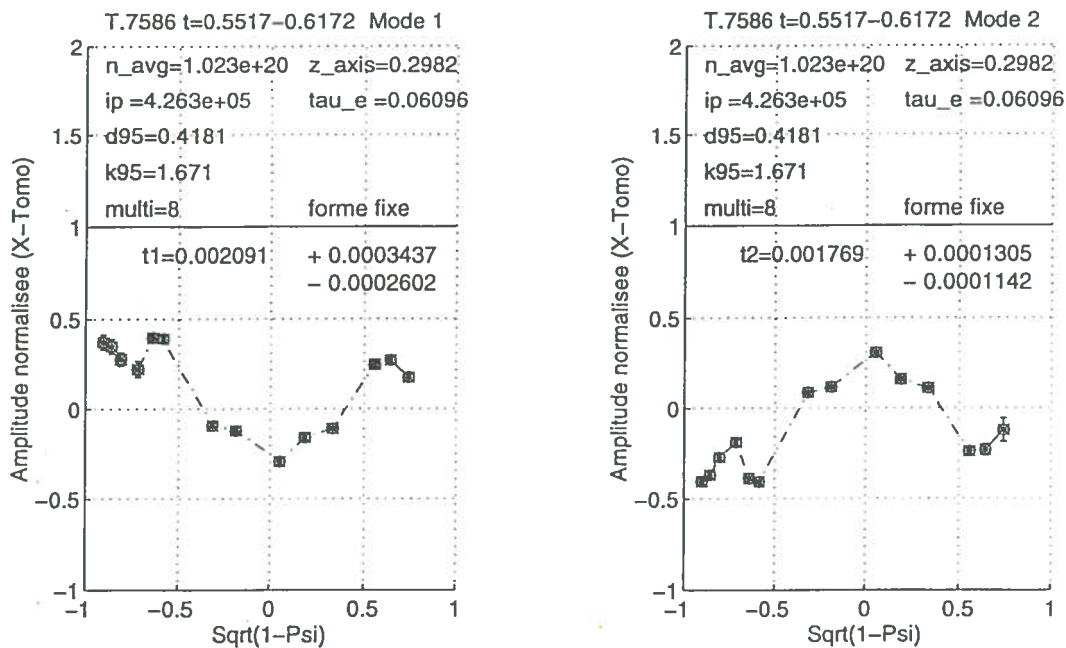 T.7586 t=0.5517−0.6172 Mode 1
2
1.5
1
0.5
0
−0.5
−1
Amplitude normalisee (X−Tomo)
n_avg=1.023e+20 z_axis=0.2982
ip =4.263e+05 tau_e =0.06096
d95=0.4181
k95=1.671
multi=8 forme fixe
t1=0.002091 + 0.0003437
− 0.0002602
−1 −0.5 0 0.5 1
Sqrt(1−Psi)
T.7586 t=0.5517−0.6172 Mode 2
2
1.5
1
0.5
0
−0.5
−1
Amplitude normalisee (X−Tomo)
n_avg=1.023e+20 z_axis=0.2982
ip =4.263e+05 tau_e =0.06096
d95=0.4181
k95=1.671
multi=8 forme fixe
t2=0.001769 + 0.0001305
− 0.0001142
−1 −0.5 0 0.5 1
Sqrt(1−Psi)